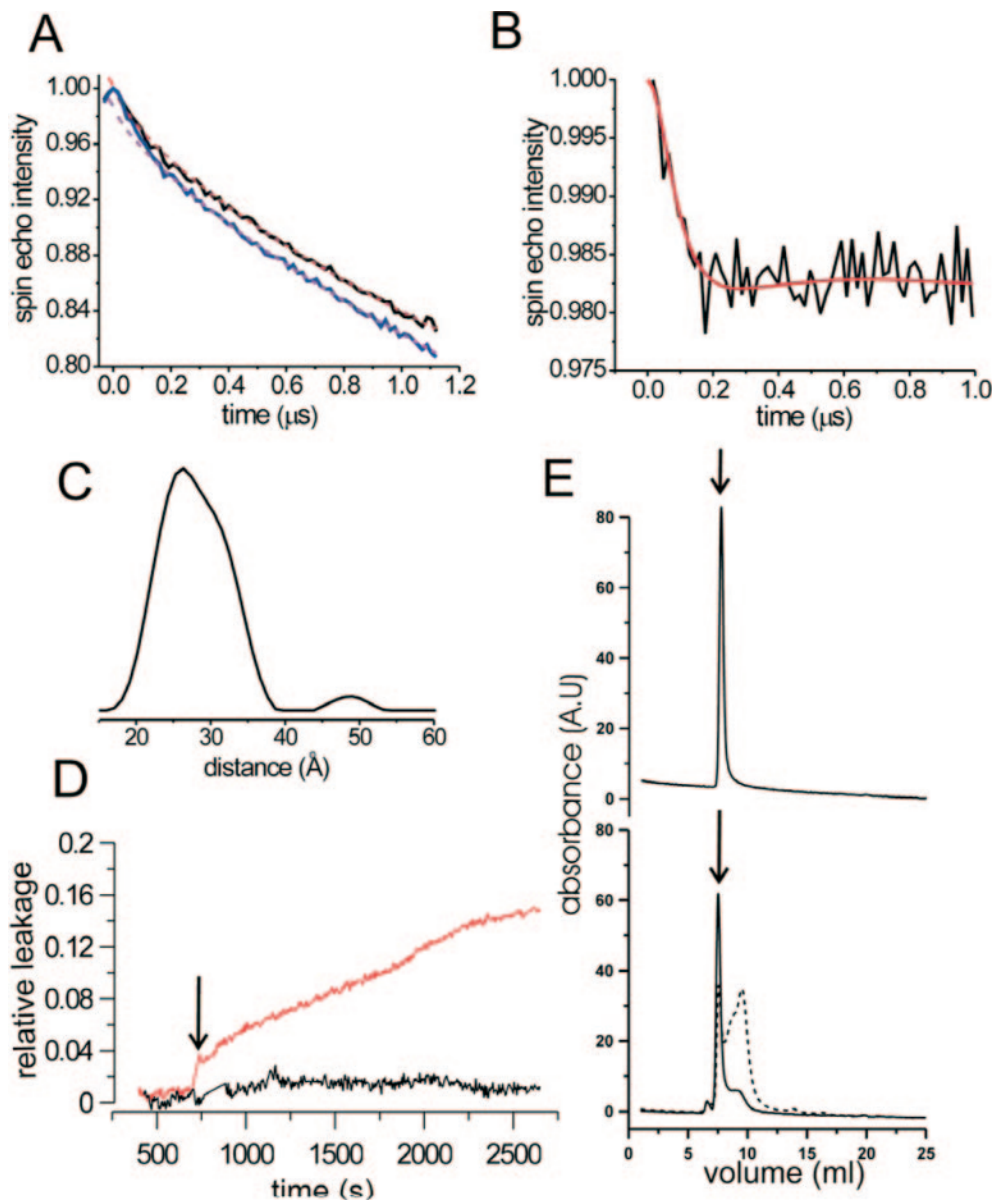 A
spin echo intensity
1.00
0.96
0.92
0.88
0.84
0.80
0.0 0.2 0.4 0.6 0.8 1.0 1.2
time (μs)
B
spin echo intensity
1.000
0.995
0.990
0.985
0.980
0.975
0.0 0.2 0.4 0.6 0.8 1.0
time (μs)
C
20 30 40 50 60
distance (Å)
D
relative leakage
0.2
0.16
0.12
0.08
0.04
0
500 1000 1500 2000 2500
time (s)
E
absorbance (A.U)
80
60
40
20
0
80
60
40
20
0
0 5 10 15 20 25
volume (ml)